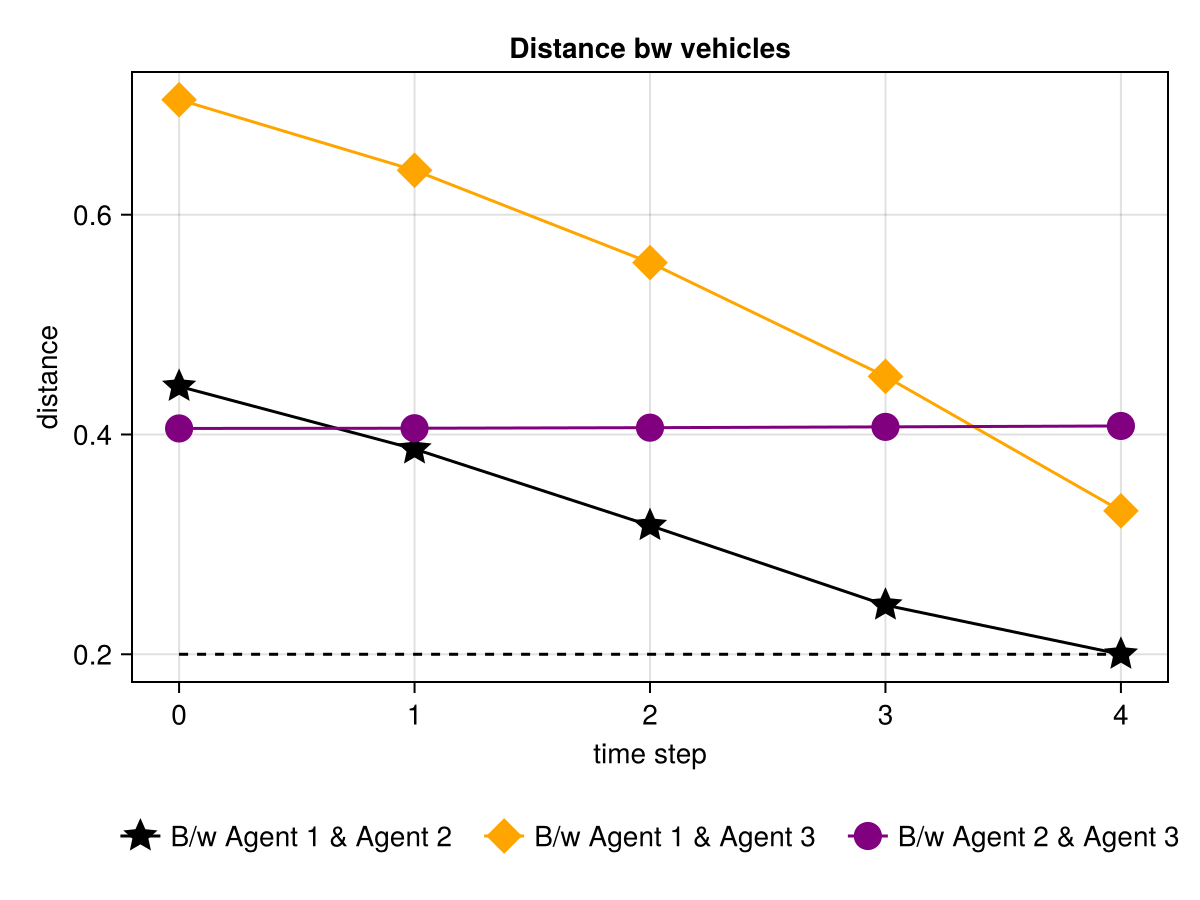 Distance bw vehicles
distance
0.6
0.4
0.2
0 1 2 3 4
time step
B/w Agent 1 & Agent 2 B/w Agent 1 & Agent 3 B/w Agent 2 & Agent 3